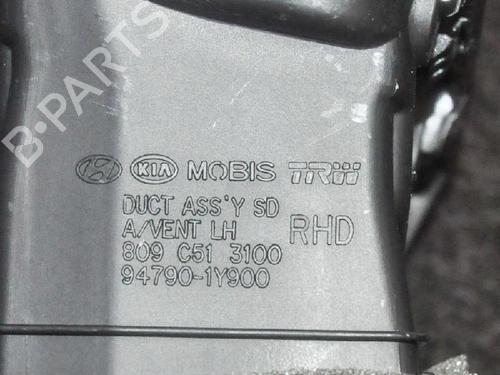 B-PARTS
KIA MOBIS TRW
DUCT ASS'Y SD
A/VENT LH RHD
809 C51 3100
94790-1Y900